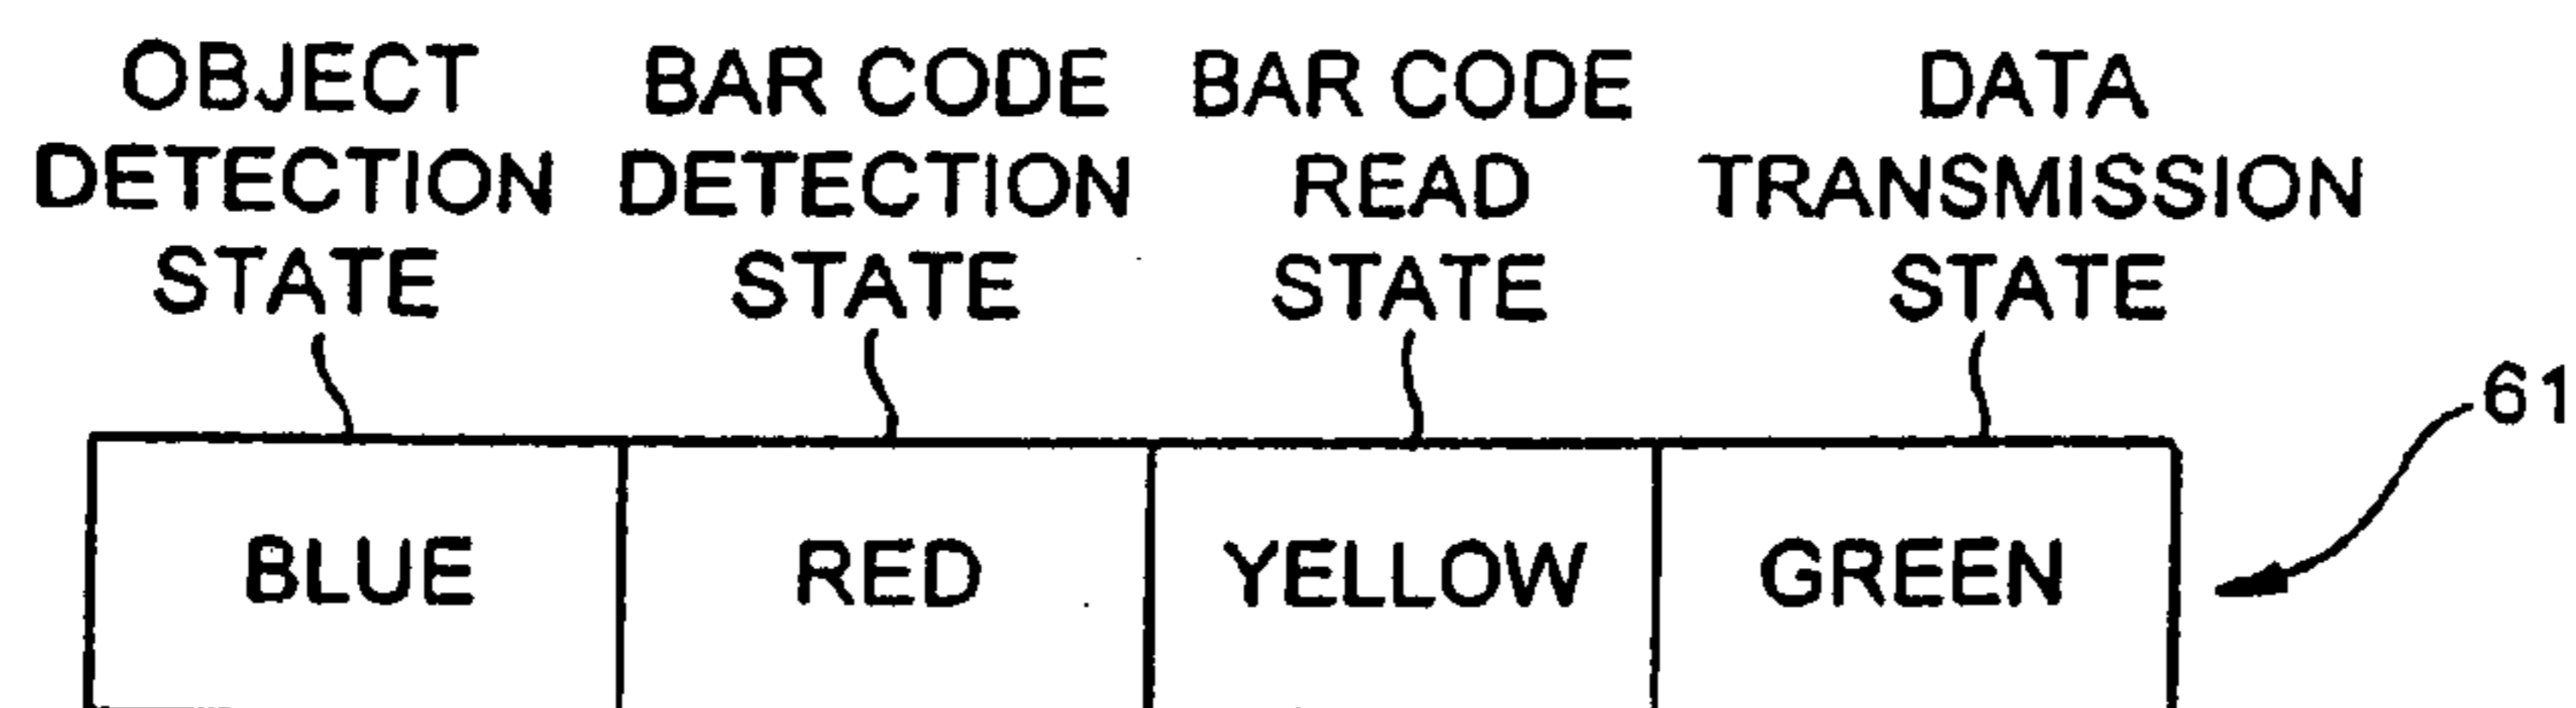 OBJECT
DETECTION
STATE
BAR CODE
DETECTION
STATE
BAR CODE
READ
STATE
DATA
TRANSMISSION
STATE
61
BLUE
RED
YELLOW
GREEN